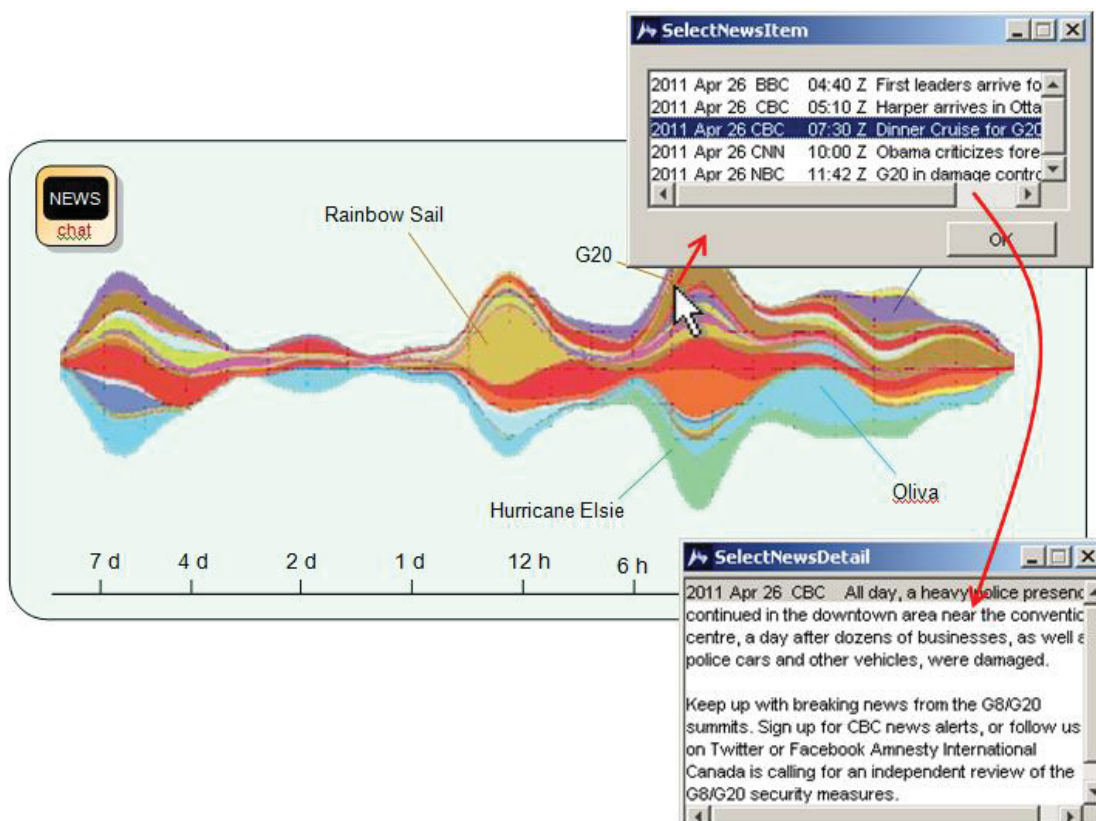 SelectNewsItem
2011 Apr 26 BBC 04:40 Z First leaders arrive fo
2011 Apr 26 CBC 05:10 Z Harper arrives in Otta
2011 Apr 26 CBC 07:30 Z Dinner Cruise for G20
2011 Apr 26 CNN 10:00 Z Obama criticizes fore
2011 Apr 26 NBC 11:42 Z G20 in damage contro
OK
NEWS
chat
Rainbow Sail
G20
Hurricane Elsie
Oliva
7 d 4 d 2 d 1 d 12 h 6 h
SelectNewsDetail
2011 Apr 26 CBC All day, a heavy police presenc
continued in the downtown area near the conventic
centre, a day after dozens of businesses, as well a
police cars and other vehicles, were damaged.
Keep up with breaking news from the G8/G20
summits. Sign up for CBC news alerts, or follow us
on Twitter or Facebook Amnesty International
Canada is calling for an independent review of the
G8/G20 security measures.